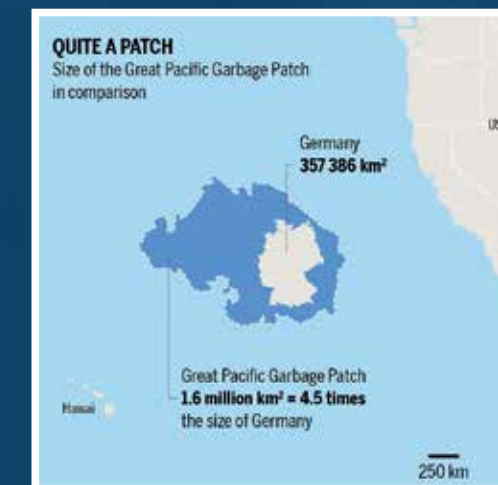 QUITE A PATCH
Size of the Great Pacific Garbage Patch
in comparison
US
Germany
357 386 km²
Great Pacific Garbage Patch
1.6 million km² = 4.5 times
the size of Germany
Hawaii
250 km